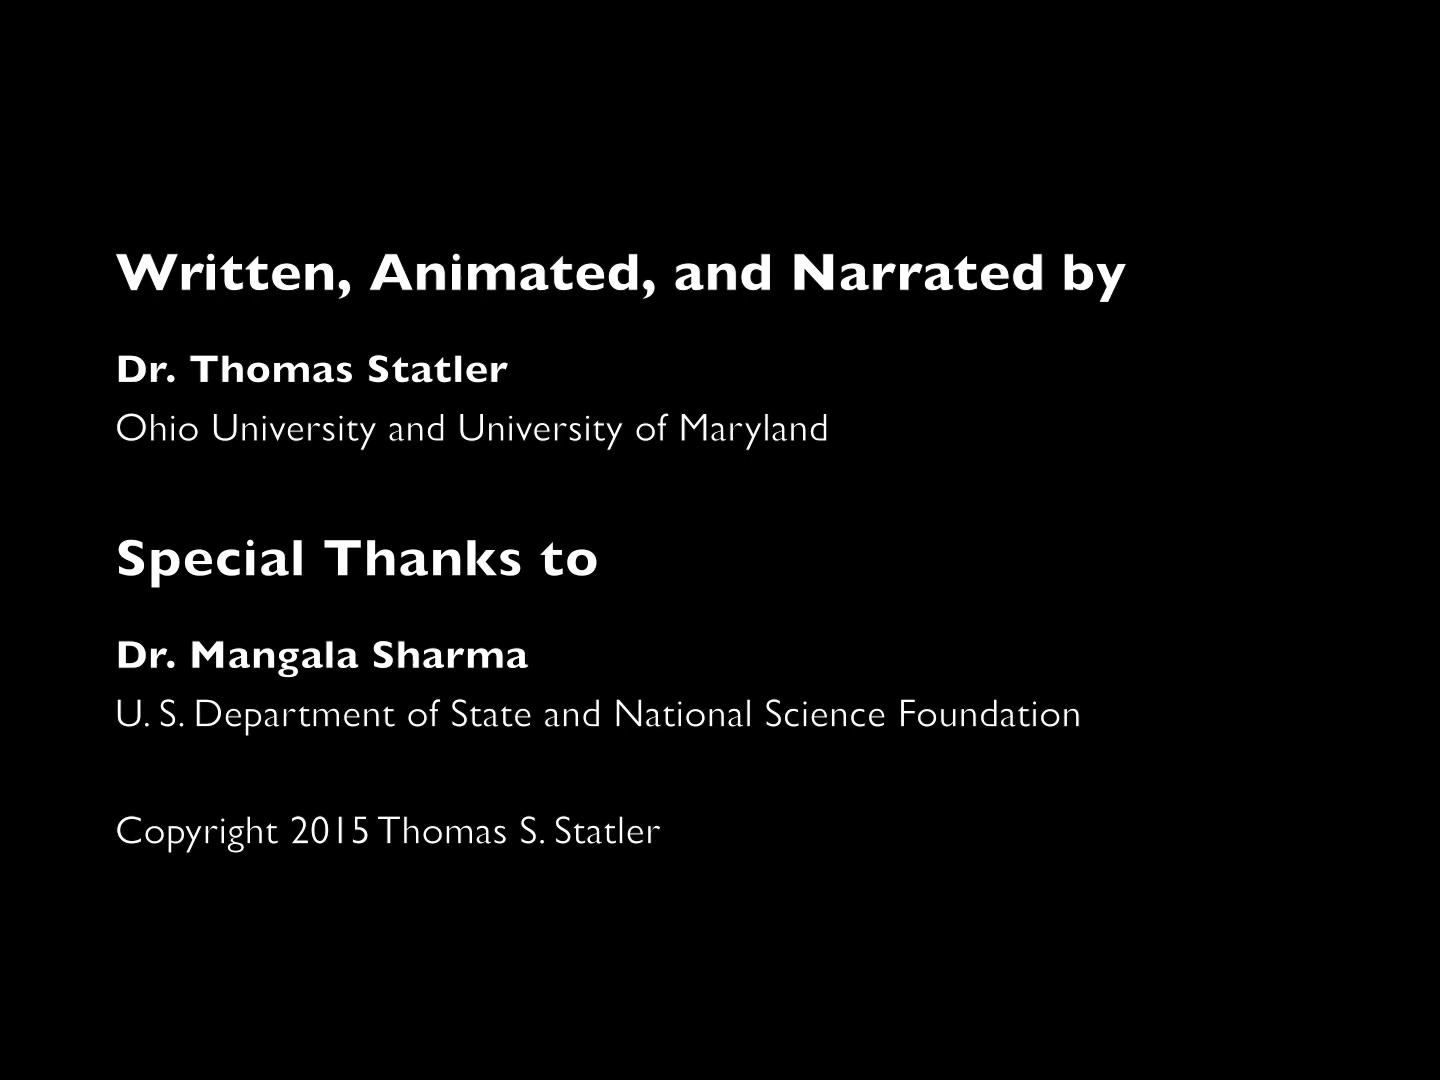 Written, Animated, and Narrated by
Dr. Thomas Statler
Ohio University and University of Maryland
Special Thanks to
Dr. Mangala Sharma
U. S. Department of State and National Science Foundation
Copyright 2015 Thomas S. Statler